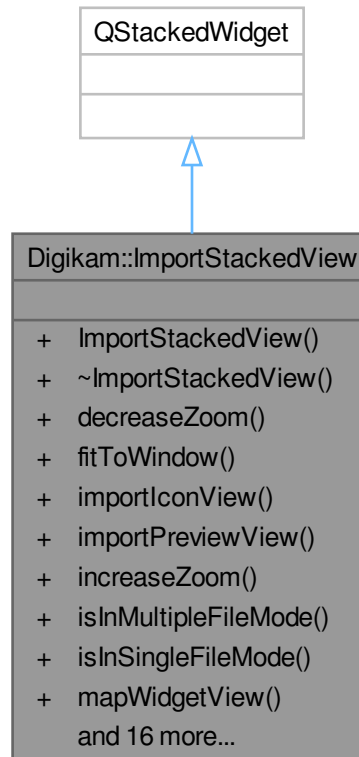 QStackedWidget
Digikam::ImportStackedView
+ ImportStackedView()
+ ~ImportStackedView()
+ decreaseZoom()
+ fitToWindow()
+ importIconView()
+ importPreviewView()
+ increaseZoom()
+ isInMultipleFileMode()
+ isInSingleFileMode()
+ mapWidgetView()
and 16 more...